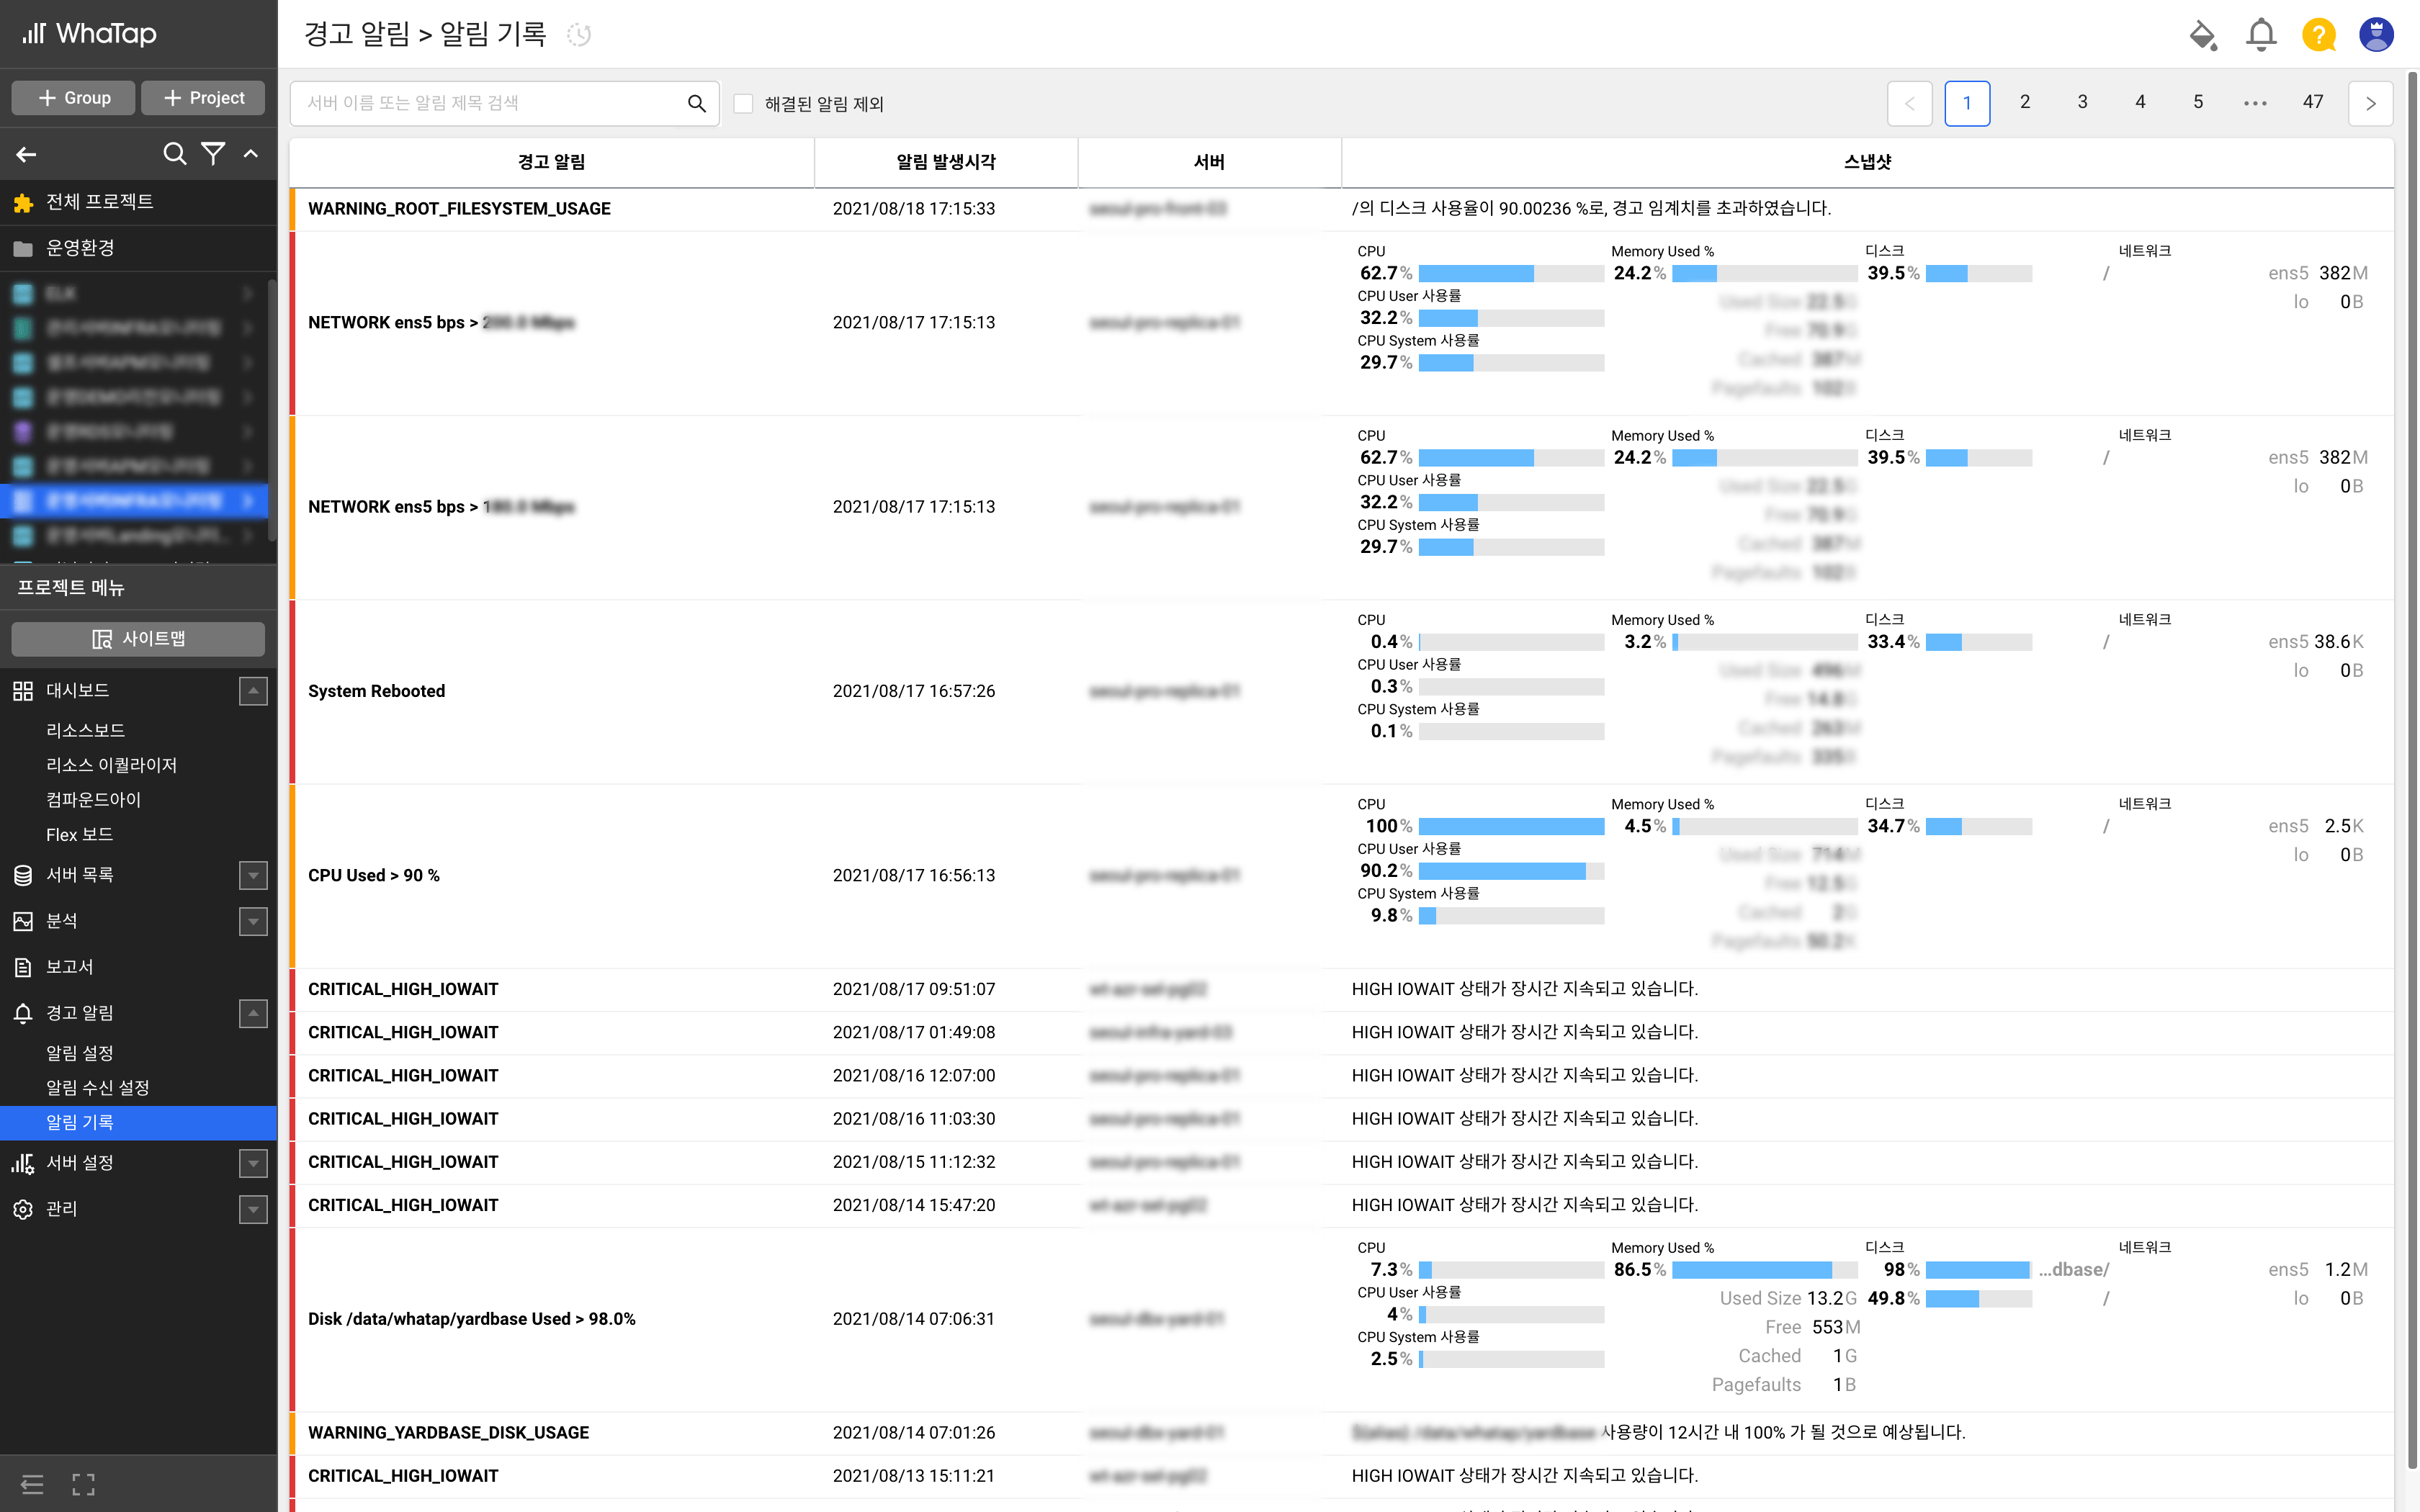 WhaTap
경고 알림 > 알림 기록
+ Group
+ Project
서버 이름 또는 알림 제목 검색
해결된 알림 제외
1 2 3 4 5 ••• 47
전체 프로젝트
운영환경
프로젝트 메뉴
사이트맵
대시보드
리소스보드
리소스 이퀄라이저
컴파운드아이
Flex 보드
서버 목록
분석
보고서
경고 알림
알림 설정
알림 수신 설정
알림 기록
서버 설정
관리
경고 알림 알림 발생시각 서버 스냅샷
WARNING_ROOT_FILESYSTEM_USAGE 2021/08/18 17:15:33 /의 디스크 사용율이 90.00236 %로, 경고 임계치를 초과하였습니다.
NETWORK ens5 bps > 2021/08/17 17:15:13
CPU Memory Used % 디스크 네트워크
62.7% 24.2% 39.5% / ens5 382M
CPU User 사용률 lo 0B
32.2%
CPU System 사용률
29.7%
NETWORK ens5 bps > 2021/08/17 17:15:13
CPU Memory Used % 디스크 네트워크
62.7% 24.2% 39.5% / ens5 382M
CPU User 사용률 lo 0B
32.2%
CPU System 사용률
29.7%
System Rebooted 2021/08/17 16:57:26
CPU Memory Used % 디스크 네트워크
0.4% 3.2% 33.4% / ens5 38.6K
CPU User 사용률 lo 0B
0.3%
CPU System 사용률
0.1%
CPU Used > 90 % 2021/08/17 16:56:13
CPU Memory Used % 디스크 네트워크
100% 4.5% 34.7% / ens5 2.5K
CPU User 사용률 lo 0B
90.2%
CPU System 사용률
9.8%
CRITICAL_HIGH_IOWAIT 2021/08/17 09:51:07 HIGH IOWAIT 상태가 장시간 지속되고 있습니다.
CRITICAL_HIGH_IOWAIT 2021/08/17 01:49:08 HIGH IOWAIT 상태가 장시간 지속되고 있습니다.
CRITICAL_HIGH_IOWAIT 2021/08/16 12:07:00 HIGH IOWAIT 상태가 장시간 지속되고 있습니다.
CRITICAL_HIGH_IOWAIT 2021/08/16 11:03:30 HIGH IOWAIT 상태가 장시간 지속되고 있습니다.
CRITICAL_HIGH_IOWAIT 2021/08/15 11:12:32 HIGH IOWAIT 상태가 장시간 지속되고 있습니다.
CRITICAL_HIGH_IOWAIT 2021/08/14 15:47:20 HIGH IOWAIT 상태가 장시간 지속되고 있습니다.
Disk /data/whatap/yardbase Used > 98.0% 2021/08/14 07:06:31
CPU Memory Used % 디스크 네트워크
7.3% 86.5% 98% ...dbase/ ens5 1.2M
CPU User 사용률 Used Size 13.2G 49.8% / lo 0B
4% Free 553M
CPU System 사용률 Cached 1G
2.5% Pagefaults 1B
WARNING_YARDBASE_DISK_USAGE 2021/08/14 07:01:26 사용량이 12시간 내 100% 가 될 것으로 예상됩니다.
CRITICAL_HIGH_IOWAIT 2021/08/13 15:11:21 HIGH IOWAIT 상태가 장시간 지속되고 있습니다.